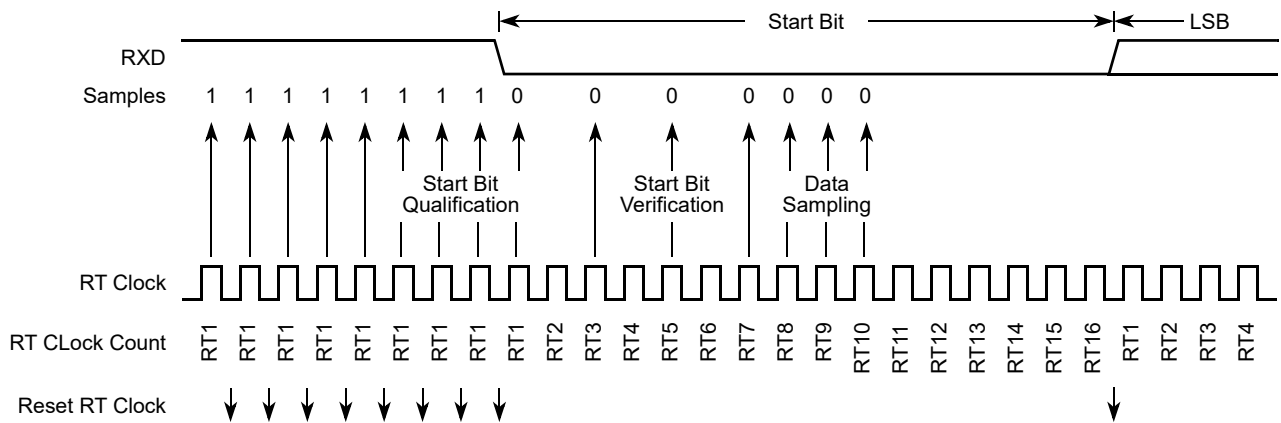 Start Bit LSB
RXD
Samples 1 1 1 1 1 1 1 1 0 0 0 0 0 0 0
Start Bit
Qualification
Start Bit
Verification
Data
Sampling
RT Clock
RT CLock Count RT1 RT1 RT1 RT1 RT1 RT1 RT1 RT1 RT1 RT2 RT3 RT4 RT5 RT6 RT7 RT8 RT9 RT10 RT11 RT12 RT13 RT14 RT15 RT16 RT1 RT2 RT3 RT4
Reset RT Clock